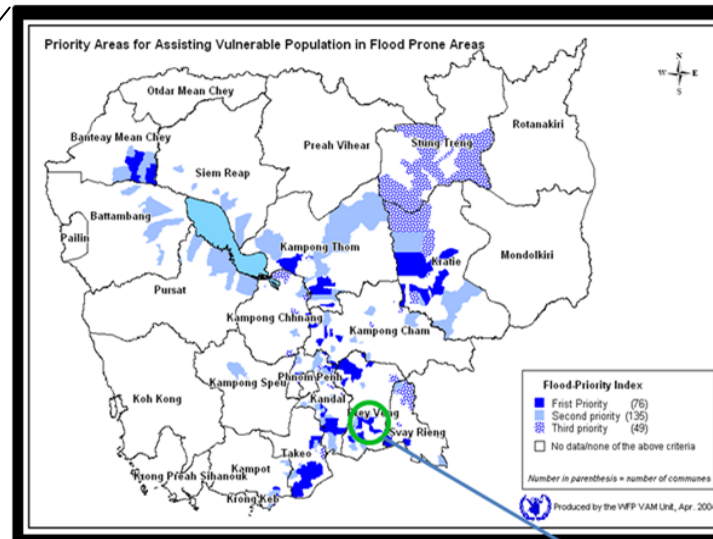 Priority Areas for Assisting Vulnerable Population in Flood Prone Areas
N
W E
S
Otdar Mean Chey
Banteay Mean Chey
Preah Vihear
Stung Treng
Rotanakiri
Siem Reap
Battambang
Pailin
Kampong Thom
Kratie
Mondolkiri
Pursat
Kampong Chhnang
Kampong Cham
Kampong Speu
Phnom Penh
Koh Kong
Kandal
Prey Veng
Svay Rieng
Takeo
Kampot
Krong Preah Sihanouk
Krong Keb
Flood-Priority Index
Frist Priority (76)
Second priority (135)
Third priority (49)
No data/none of the above criteria
Number in parenthesis = number of communes
Produced by the WFP VAM Unit, Apr.